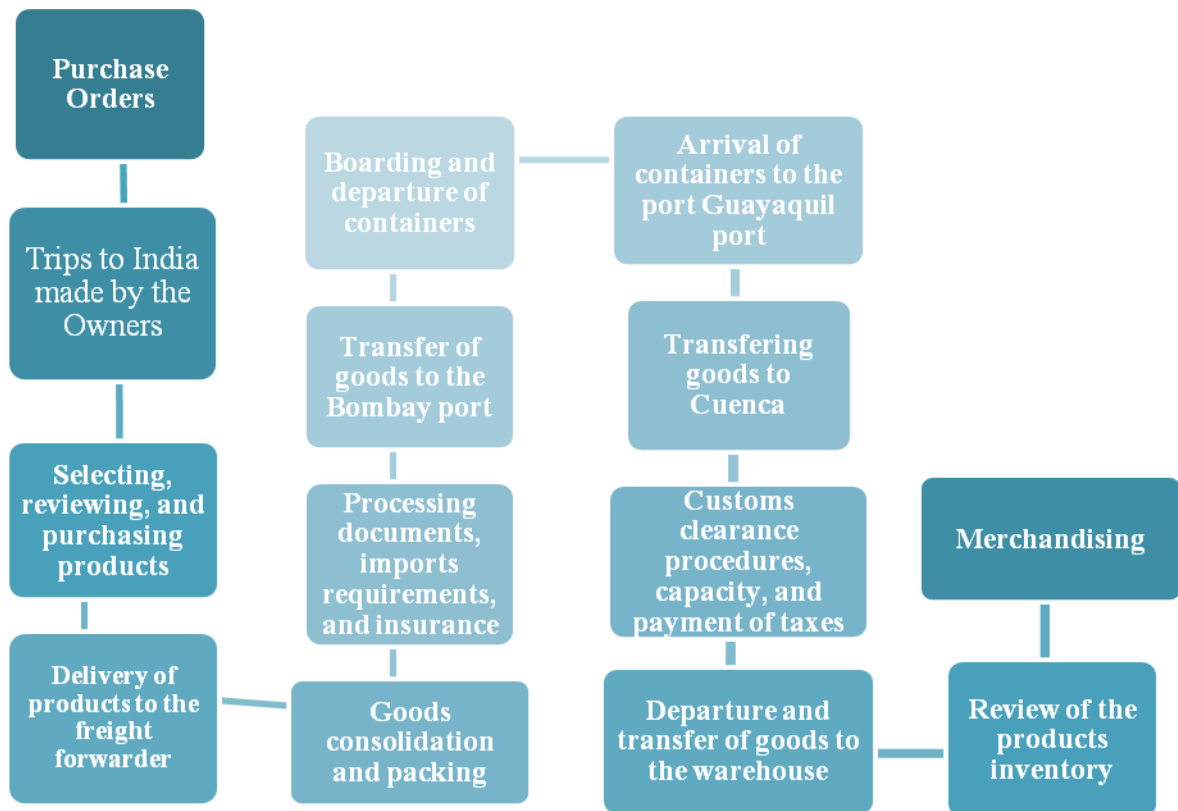 Purchase
Orders
Trips to India
made by the
Owners
Selecting,
reviewing, and
purchasing
products
Delivery of
products to the
freight
forwarder
Goods
consolidation
and packing
Processing
documents,
imports
requirements,
and insurance
Transfer of
goods to the
Bombay port
Boarding and
departure of
containers
Arrival of
containers to the
port Guayaquil
port
Transfering
goods to
Cuenca
Customs
clearance
procedures,
capacity, and
payment of taxes
Departure and
transfer of goods to
the warehouse
Review of the
products
inventory
Merchandising